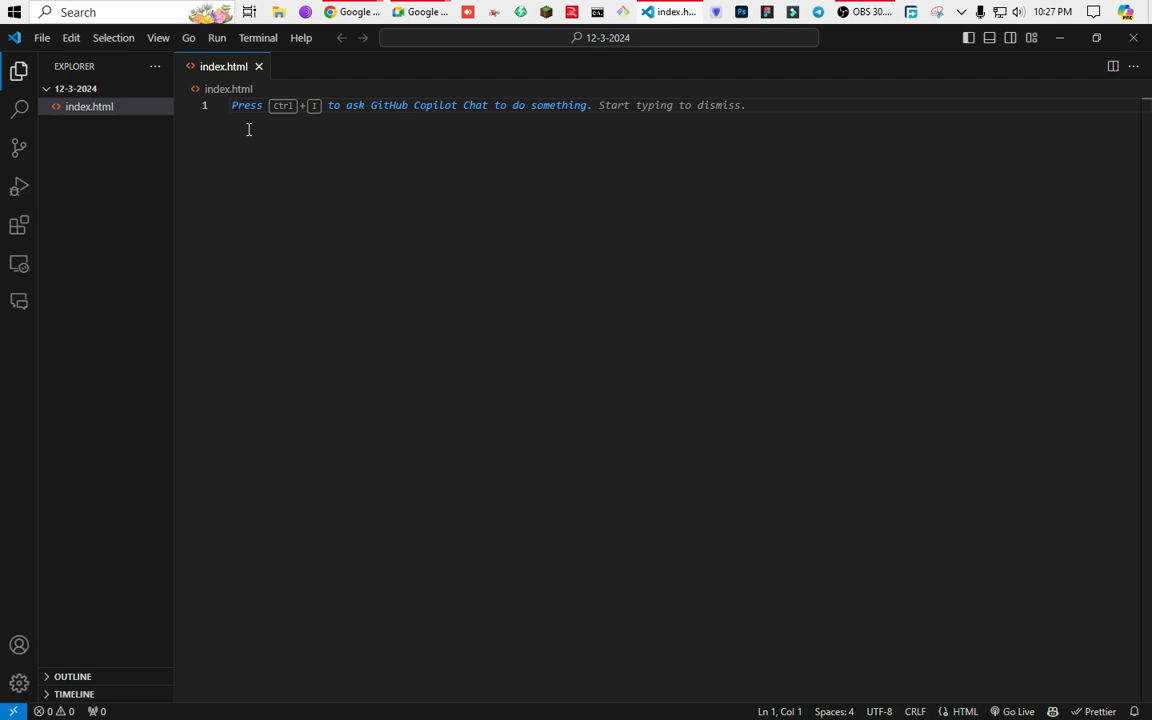 Search
Google ...
Google ...
index.h...
OBS 30....
10:27 PM
File Edit Selection View Go Run Terminal Help
12-3-2024
EXPLORER
index.html
12-3-2024
index.html
index.html
1 Press Ctrl + I to ask GitHub Copilot Chat to do something. Start typing to dismiss.
OUTLINE
TIMELINE
0 0 0
Ln 1, Col 1 Spaces: 4 UTF-8 CRLF HTML Go Live Prettier